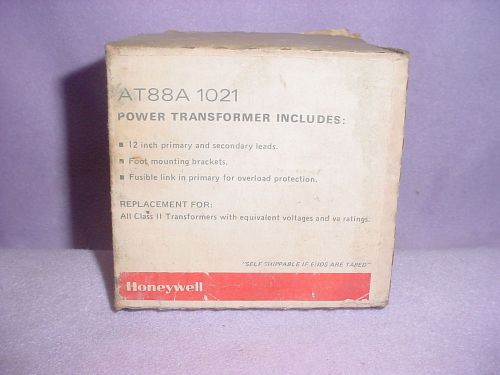 AT88A 1021
POWER TRANSFORMER INCLUDES:
■ 12 inch primary and secondary leads.
■ Foot mounting brackets.
■ Fusible link in primary for overload protection.
REPLACEMENT FOR:
All Class II Transformers with equivalent voltages and va ratings.
"SELF SHIPPABLE IF ENDS ARE TAPED"
Honeywell